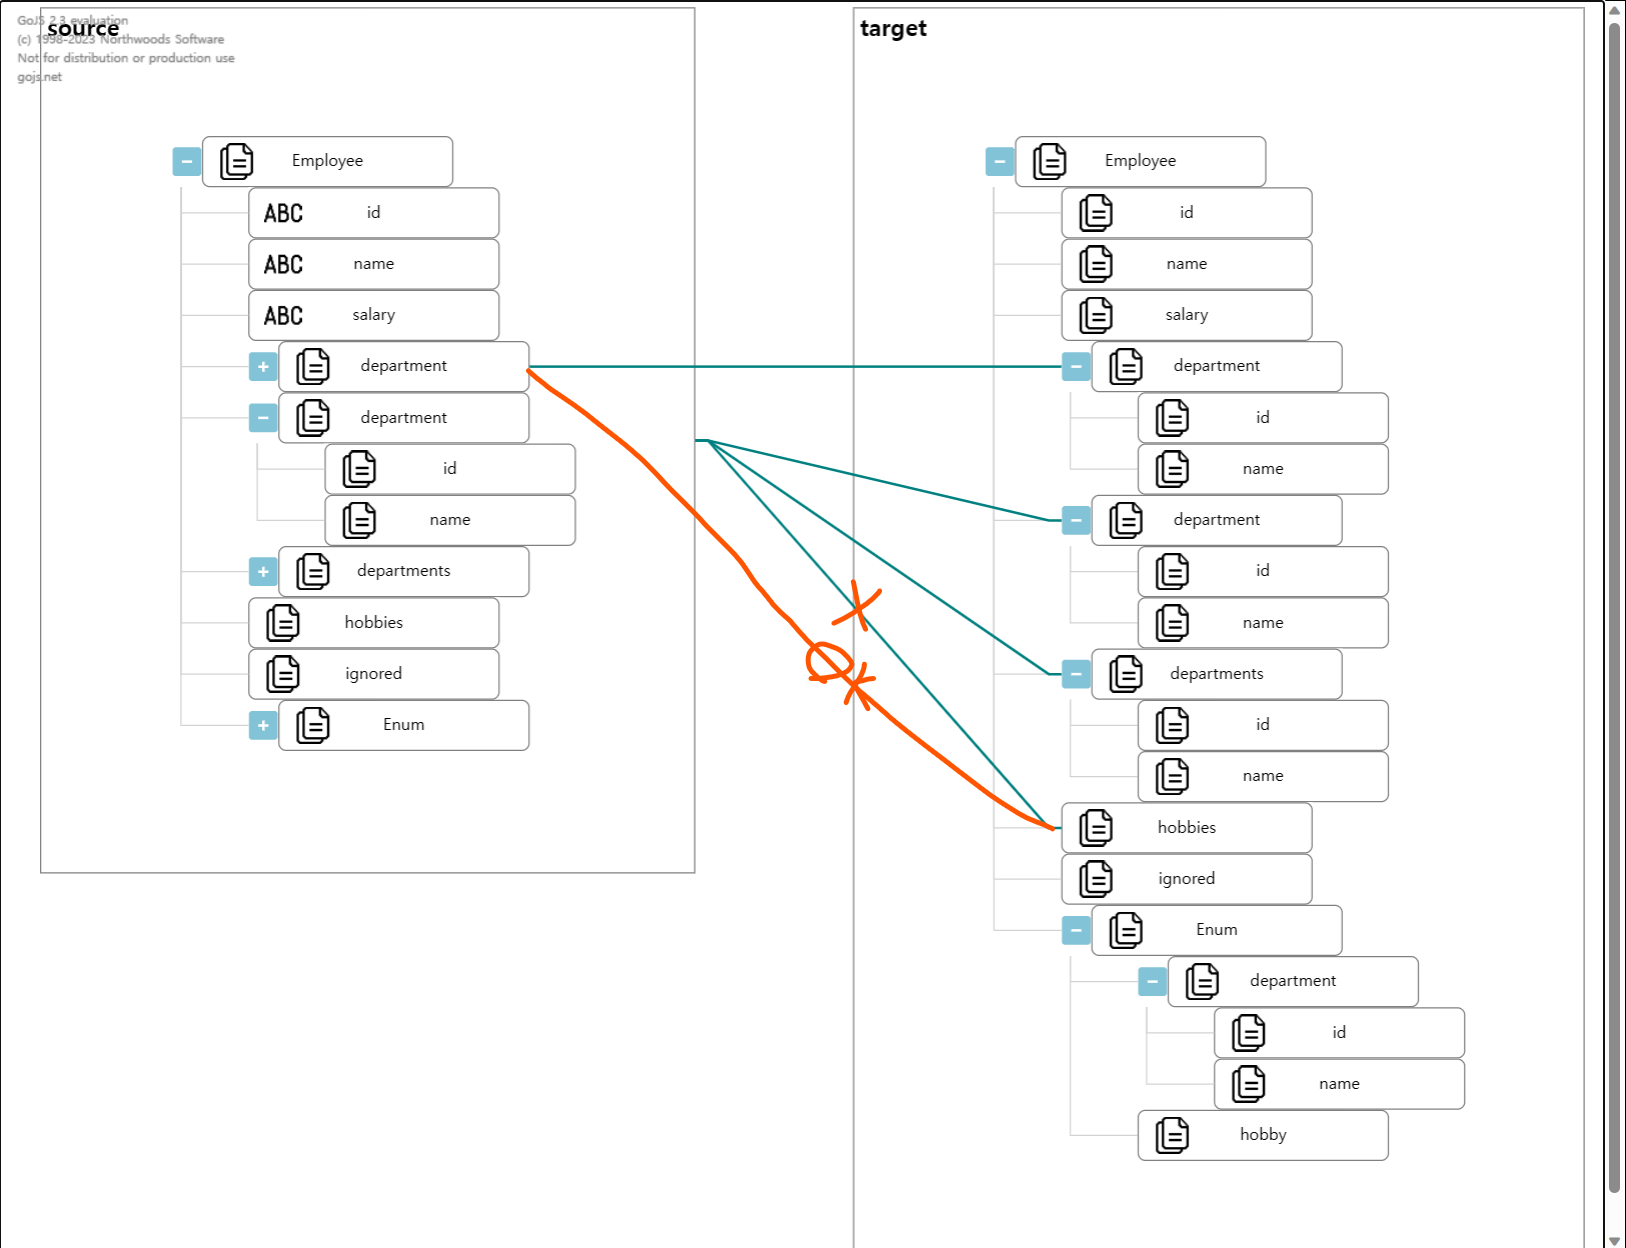 GoJS 2.3 evaluation
(c) 1998-2023 Northwoods Software
Not for distribution or production use
gojs.net
source
Employee
ABC id
ABC name
ABC salary
+ department
− department
id
name
+ departments
hobbies
ignored
+ Enum
target
− Employee
id
name
salary
− department
id
name
− department
id
name
− departments
id
name
hobbies
ignored
− Enum
− department
id
name
hobby